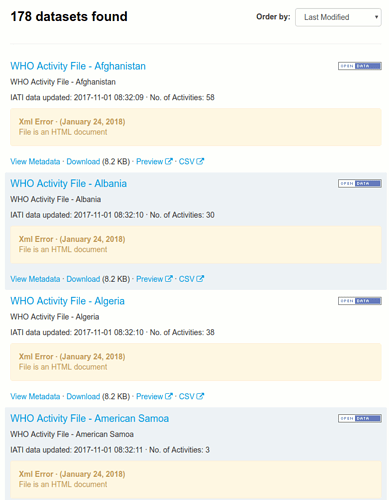 178 datasets found
Order by: Last Modified
WHO Activity File - Afghanistan
OPEN DATA
WHO Activity File - Afghanistan
IATI data updated: 2017-11-01 08:32:09 · No. of Activities: 58
Xml Error · (January 24, 2018)
File is an HTML document
View Metadata · Download (8.2 KB) · Preview · CSV
WHO Activity File - Albania
OPEN DATA
WHO Activity File - Albania
IATI data updated: 2017-11-01 08:32:10 · No. of Activities: 30
Xml Error · (January 24, 2018)
File is an HTML document
View Metadata · Download (8.2 KB) · Preview · CSV
WHO Activity File - Algeria
OPEN DATA
WHO Activity File - Algeria
IATI data updated: 2017-11-01 08:32:10 · No. of Activities: 38
Xml Error · (January 24, 2018)
File is an HTML document
View Metadata · Download (8.2 KB) · Preview · CSV
WHO Activity File - American Samoa
OPEN DATA
WHO Activity File - American Samoa
IATI data updated: 2017-11-01 08:32:11 · No. of Activities: 3
Xml Error · (January 24, 2018)
File is an HTML document